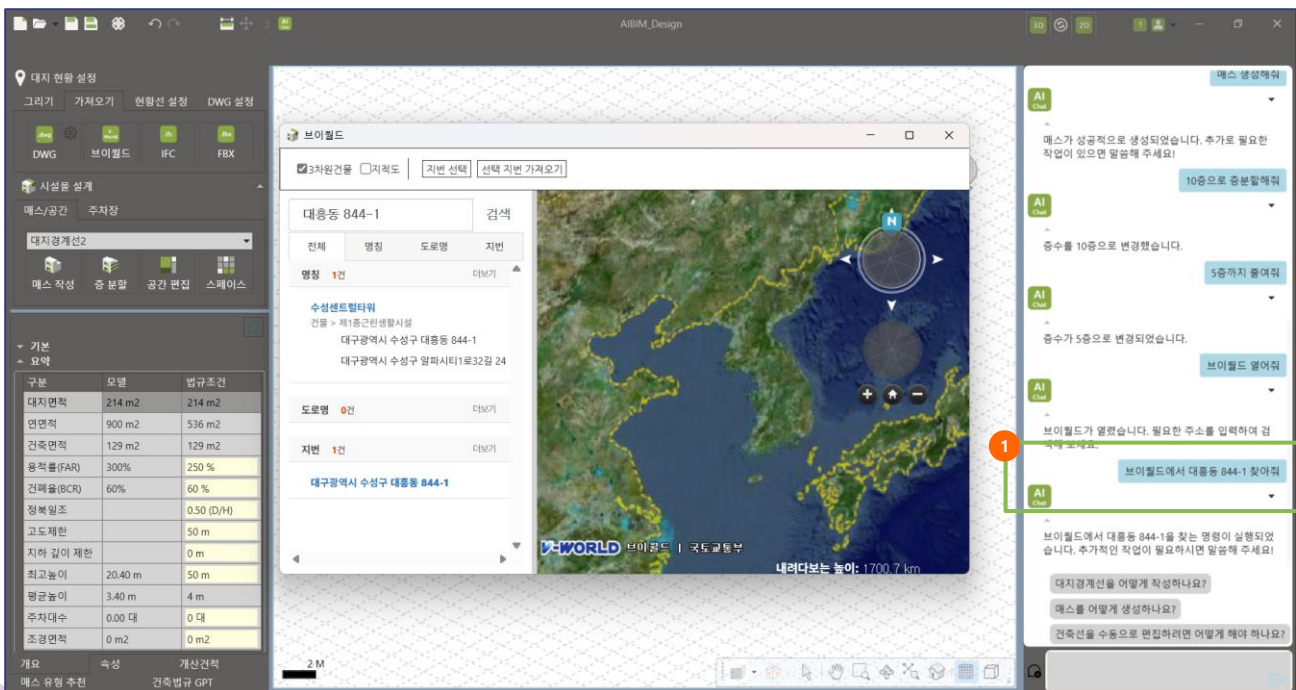 AIBIM_Design
3D
2D
대지 현황 설정
그리기 가져오기 현황선 설정 DWG 설정
DWG 브이월드 IFC FBX
시설물 설계
매스/공간 주차장
대지경계선2
매스 작성 층 분할 공간 편집 스페이스
기본
요약
구분 모델 법규조건
대지면적 214 m2 214 m2
연면적 900 m2 536 m2
건축면적 129 m2 129 m2
용적률(FAR) 300% 250 %
건폐율(BCR) 60% 60 %
정북일조 0.50 (D/H)
고도제한 50 m
지하 깊이 제한 0 m
최고높이 20.40 m 50 m
평균높이 3.40 m 4 m
주차대수 0.00 대 0 대
조경면적 0 m2 0 m2
개요 속성 개산견적
매스 유형 추천 건축법규 GPT
브이월드
3차원건물 지적도 지번 선택 선택 지번 가져오기
대흥동 844-1 검색
전체 명칭 도로명 지번
명칭 1건 더보기
수성센트럴타워
건물 > 제1종근린생활시설
대구광역시 수성구 대흥동 844-1
대구광역시 수성구 알파시티1로32길 24
도로명 0건 더보기
지번 1건 더보기
대구광역시 수성구 대흥동 844-1
N
V-WORLD 브이월드 | 국토교통부
내려다보는 높이: 1700.7 km
2 M
매스 생성해줘
AI
Chat
매스가 성공적으로 생성되었습니다. 추가로 필요한
작업이 있으면 말씀해 주세요!
10층으로 층분할해줘
AI
Chat
층수를 10층으로 변경했습니다.
5층까지 줄여줘
AI
Chat
층수가 5층으로 변경되었습니다.
브이월드 열어줘
AI
Chat
브이월드가 열렸습니다. 필요한 주소를 입력하여 검
색해 보세요.
1
브이월드에서 대흥동 844-1 찾아줘
AI
Chat
브이월드에서 대흥동 844-1을 찾는 명령이 실행되었
습니다. 추가적인 작업이 필요하시면 말씀해 주세요!
대지경계선을 어떻게 작성하나요?
매스를 어떻게 생성하나요?
건축선을 수동으로 편집하려면 어떻게 해야 하나요?